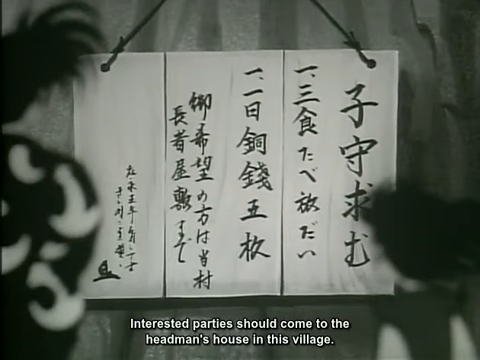 子守求む
一、三食たべ放だい
一、一日銅銭五枚
御希望の方は当村
長者屋敷まで
Interested parties should come to the
headman's house in this village.